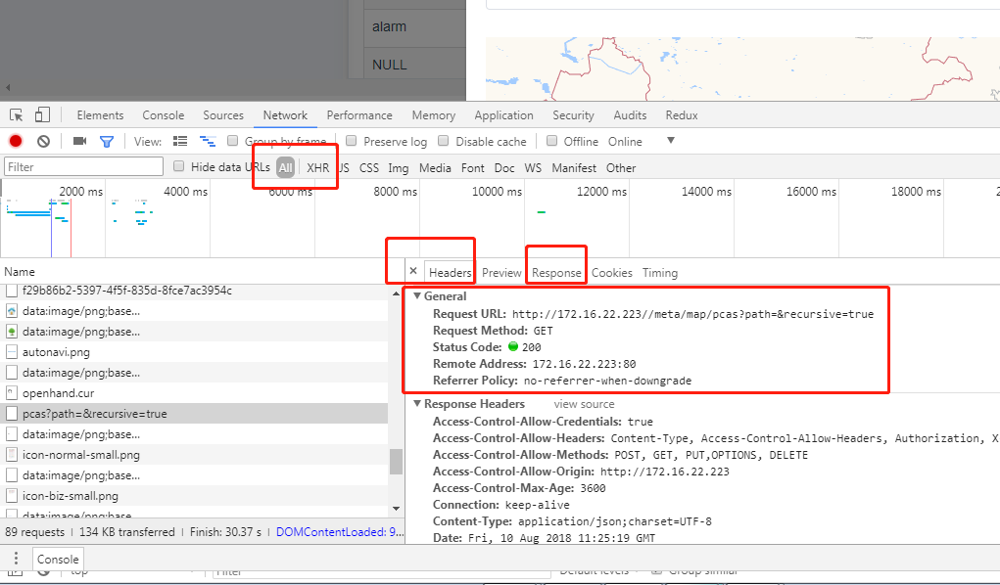 alarm
NULL
Elements Console Sources Network Performance Memory Application Security Audits Redux
View: Group by frame Preserve log Disable cache Offline Online
Filter Hide data URLs All XHR JS CSS Img Media Font Doc WS Manifest Other
2000 ms 4000 ms 6000 ms 8000 ms 10000 ms 12000 ms 14000 ms 16000 ms 18000 ms
Name
× Headers Preview Response Cookies Timing
f29b86b2-5397-4f5f-835d-8fce7ac3954c
data:image/png;base...
data:image/png;base...
autonavi.png
data:image/png;base...
openhand.cur
pcas?path=&recursive=true
data:image/png;base...
icon-normal-small.png
data:image/png;base...
icon-biz-small.png
data:image/png;base...
General
Request URL: http://172.16.22.223//meta/map/pcas?path=&recursive=true
Request Method: GET
Status Code: 200
Remote Address: 172.16.22.223:80
Referrer Policy: no-referrer-when-downgrade
Response Headers view source
Access-Control-Allow-Credentials: true
Access-Control-Allow-Headers: Content-Type, Access-Control-Allow-Headers, Authorization, X
Access-Control-Allow-Methods: POST, GET, PUT,OPTIONS, DELETE
Access-Control-Allow-Origin: http://172.16.22.223
Access-Control-Max-Age: 3600
Connection: keep-alive
Content-Type: application/json;charset=UTF-8
Date: Fri, 10 Aug 2018 11:25:19 GMT
89 requests | 134 KB transferred | Finish: 30.37 s | DOMContentLoaded: 9...
Console
top Filter Default levels Group similar